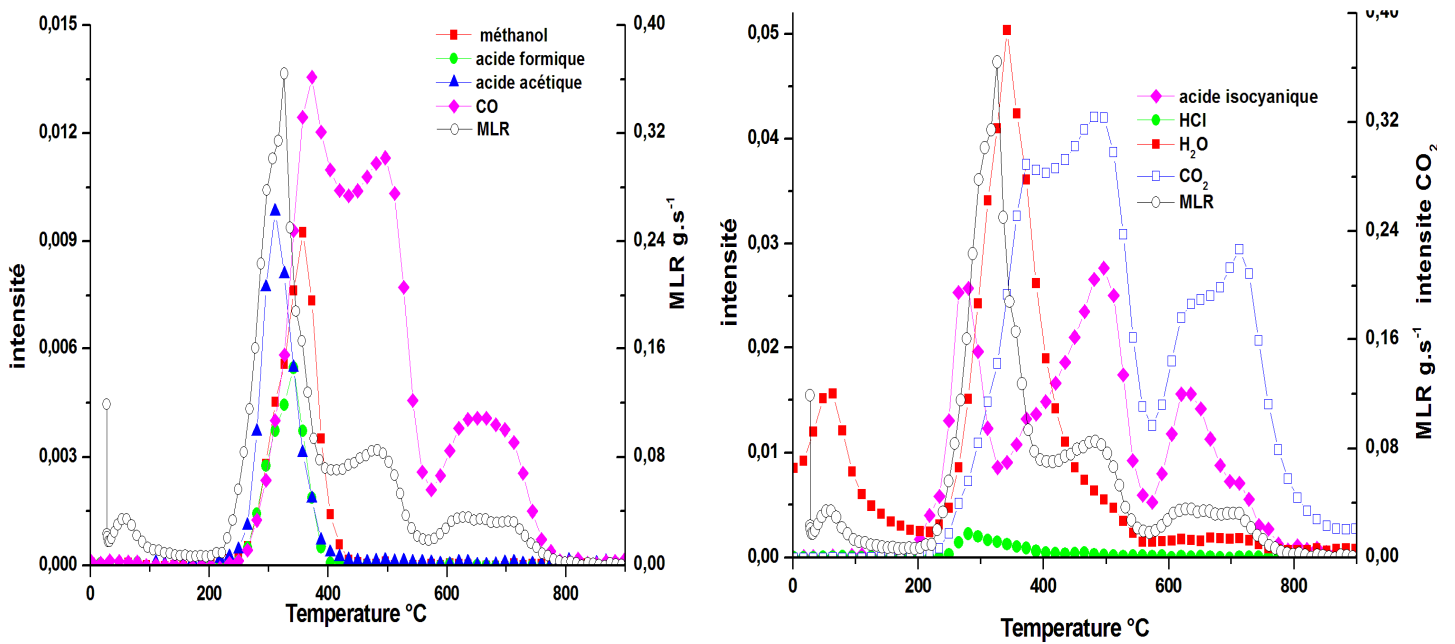 0,015
0,012
0,009
0,006
0,003
0,000
intensité
0 200 400 600 800
Temperature °C
0,40
0,32
0,24
0,16
0,08
0,00
MLR g.s⁻¹
méthanol
acide formique
acide acétique
CO
MLR
0,05
0,04
0,03
0,02
0,01
0,00
intensité
0 200 400 600 800
Temperature °C
0,40
0,32
0,24
0,16
0,08
0,00
MLR g.s⁻¹ intensite CO₂
acide isocyanique
HCl
H₂O
CO₂
MLR